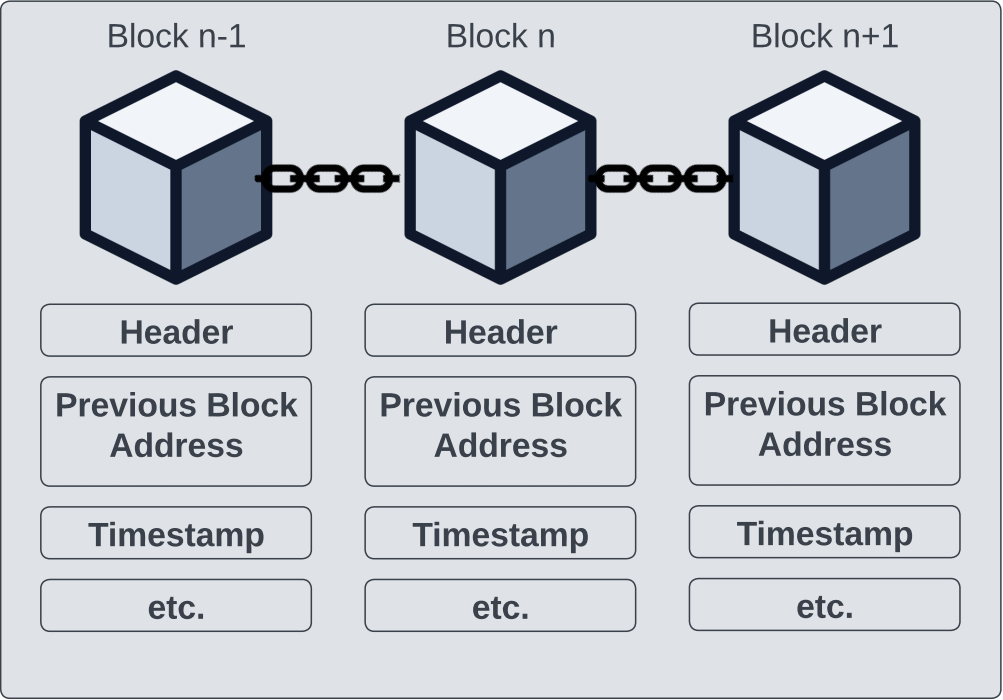 Block n-1
Block n
Block n+1
Header
Header
Header
Previous Block
Address
Previous Block
Address
Previous Block
Address
Timestamp
Timestamp
Timestamp
etc.
etc.
etc.